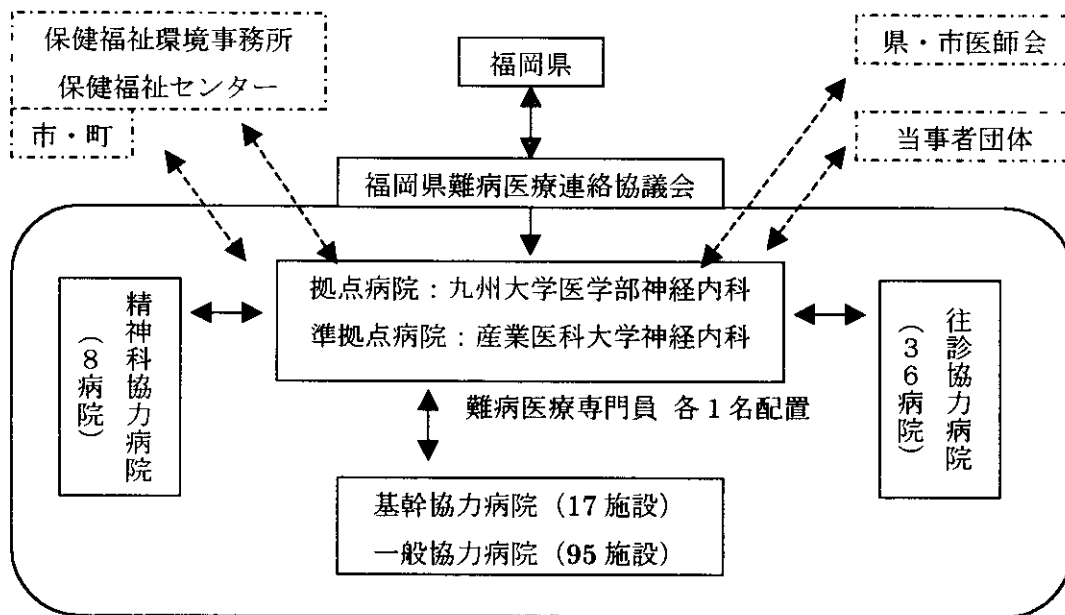 保健福祉環境事務所
保健福祉センター
市・町
福岡県
県・市医師会
当事者団体
福岡県難病医療連絡協議会
拠点病院：九州大学医学部神経内科
準拠点病院：産業医科大学神経内科
精神科協力病院
（8病院）
往診協力病院
（36病院）
難病医療専門員 各1名配置
基幹協力病院（17施設）
一般協力病院（95施設）